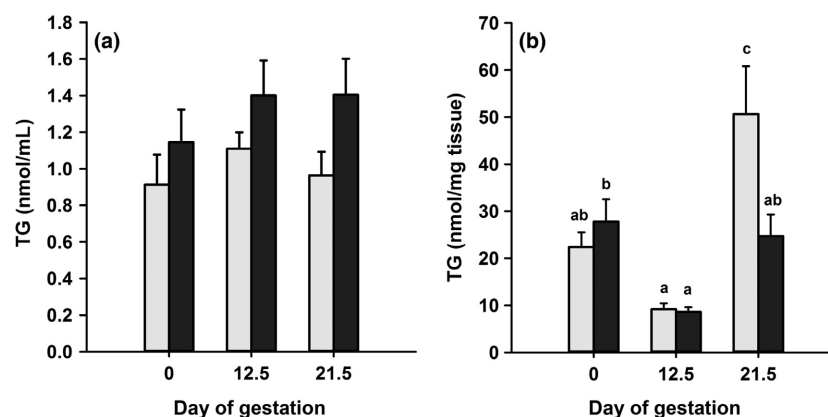 (a)
TG (nmol/mL)
1.8
1.6
1.4
1.2
1.0
0.8
0.6
0.4
0.2
0.0
0 12.5 21.5
Day of gestation
(b)
TG (nmol/mg tissue)
70
60
50
40
30
20
10
0
ab b a a c ab
0 12.5 21.5
Day of gestation